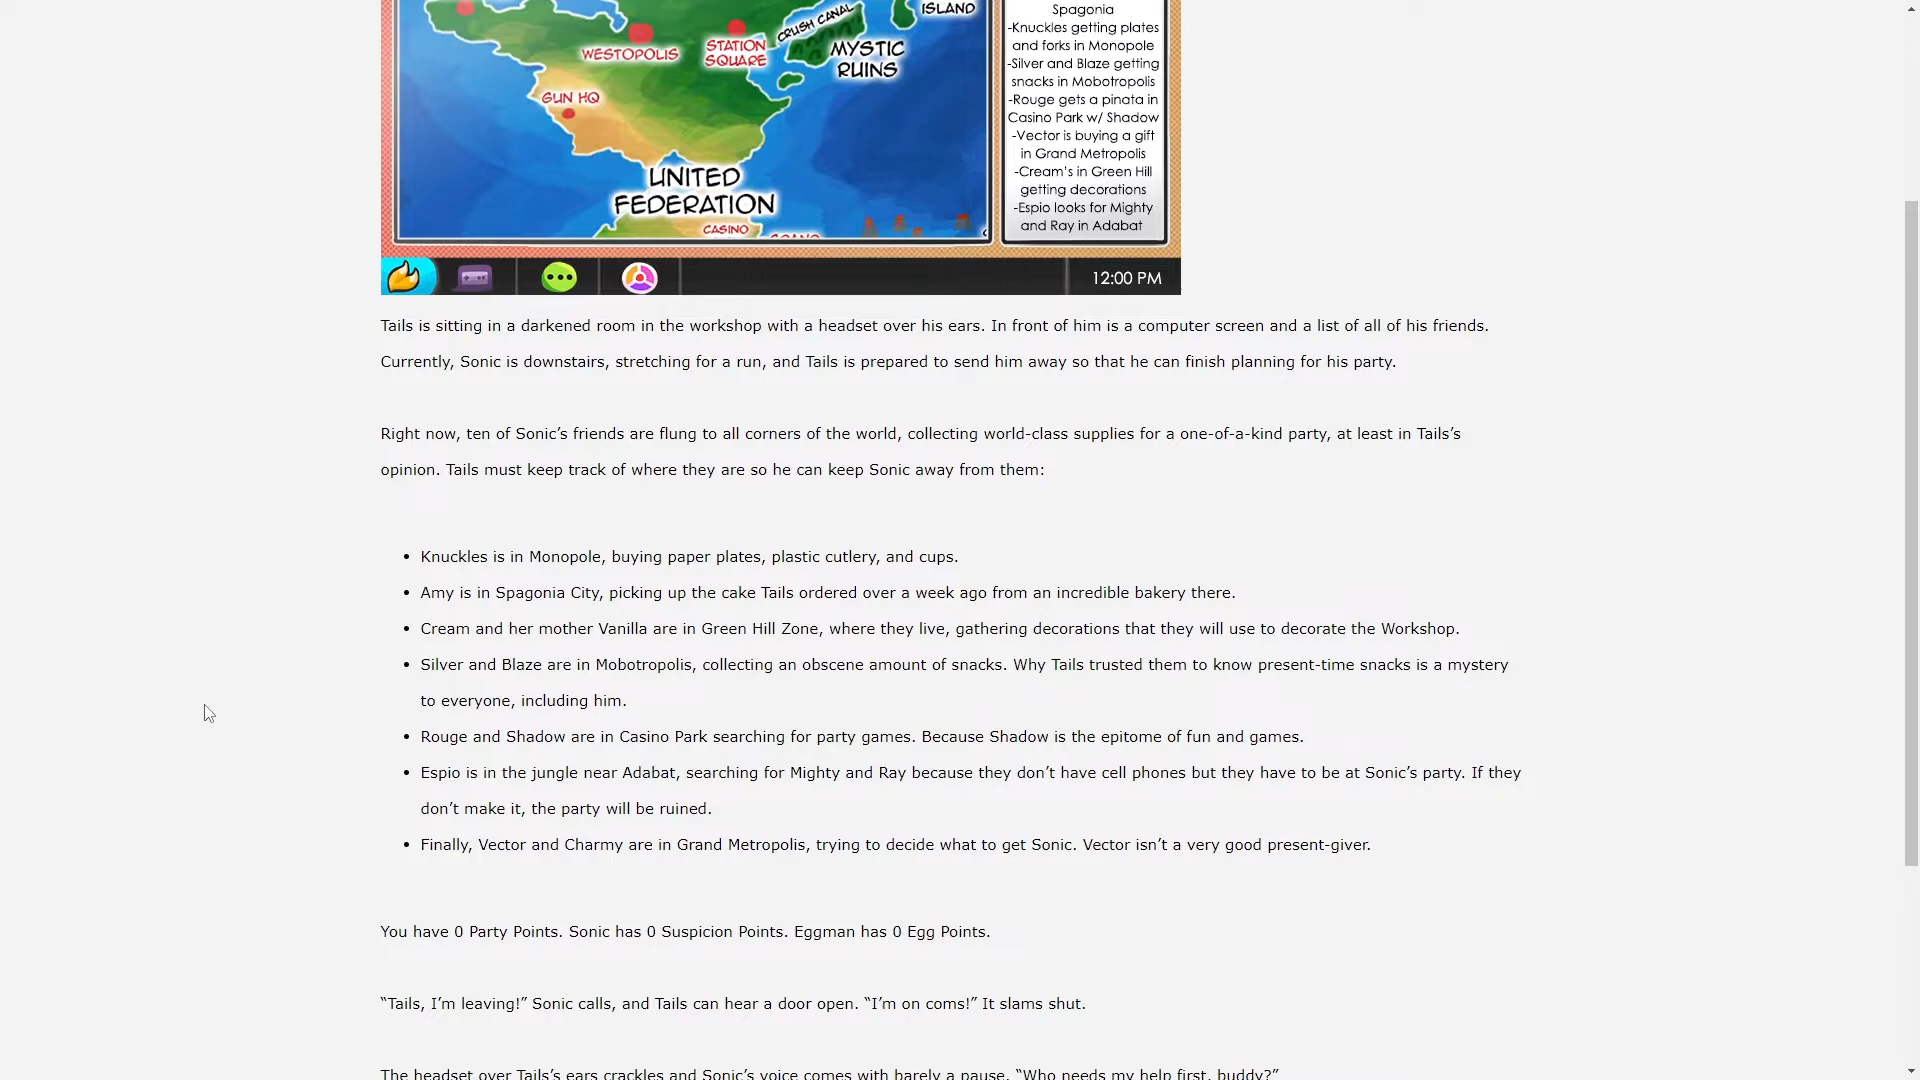 ISLAND
CRUSH CANAL
WESTOPOLIS
STATION
SQUARE
MYSTIC
RUINS
GUN HQ
UNITED
FEDERATION
CASINO
Spagonia
-Knuckles getting plates
and forks in Monopole
-Silver and Blaze getting
snacks in Mobotropolis
-Rouge gets a pinata in
Casino Park w/ Shadow
-Vector is buying a gift
in Grand Metropolis
-Cream's in Green Hill
getting decorations
-Espio looks for Mighty
and Ray in Adabat
12:00 PM
Tails is sitting in a darkened room in the workshop with a headset over his ears. In front of him is a computer screen and a list of all of his friends.
Currently, Sonic is downstairs, stretching for a run, and Tails is prepared to send him away so that he can finish planning for his party.
Right now, ten of Sonic’s friends are flung to all corners of the world, collecting world-class supplies for a one-of-a-kind party, at least in Tails’s
opinion. Tails must keep track of where they are so he can keep Sonic away from them:
• Knuckles is in Monopole, buying paper plates, plastic cutlery, and cups.
• Amy is in Spagonia City, picking up the cake Tails ordered over a week ago from an incredible bakery there.
• Cream and her mother Vanilla are in Green Hill Zone, where they live, gathering decorations that they will use to decorate the Workshop.
• Silver and Blaze are in Mobotropolis, collecting an obscene amount of snacks. Why Tails trusted them to know present-time snacks is a mystery
to everyone, including him.
• Rouge and Shadow are in Casino Park searching for party games. Because Shadow is the epitome of fun and games.
• Espio is in the jungle near Adabat, searching for Mighty and Ray because they don’t have cell phones but they have to be at Sonic’s party. If they
don’t make it, the party will be ruined.
• Finally, Vector and Charmy are in Grand Metropolis, trying to decide what to get Sonic. Vector isn’t a very good present-giver.
You have 0 Party Points. Sonic has 0 Suspicion Points. Eggman has 0 Egg Points.
“Tails, I’m leaving!” Sonic calls, and Tails can hear a door open. “I’m on coms!” It slams shut.
The headset over Tails’s ears crackles and Sonic’s voice comes with barely a pause. “Who needs my help first, buddy?”